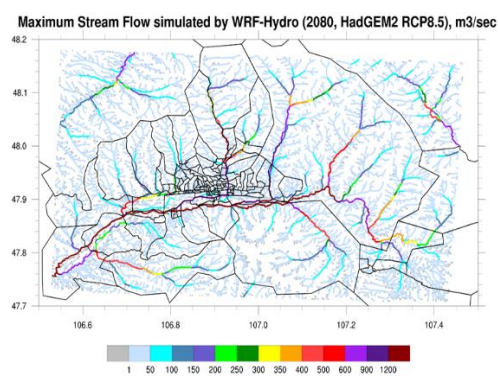 Maximum Stream Flow simulated by WRF-Hydro (2080, HadGEM2 RCP8.5), m3/sec
48.2
48.1
48.0
47.9
47.8
47.7
106.6 106.8 107.0 107.2 107.4
1 50 100 150 200 250 300 350 400 500 600 900 1200